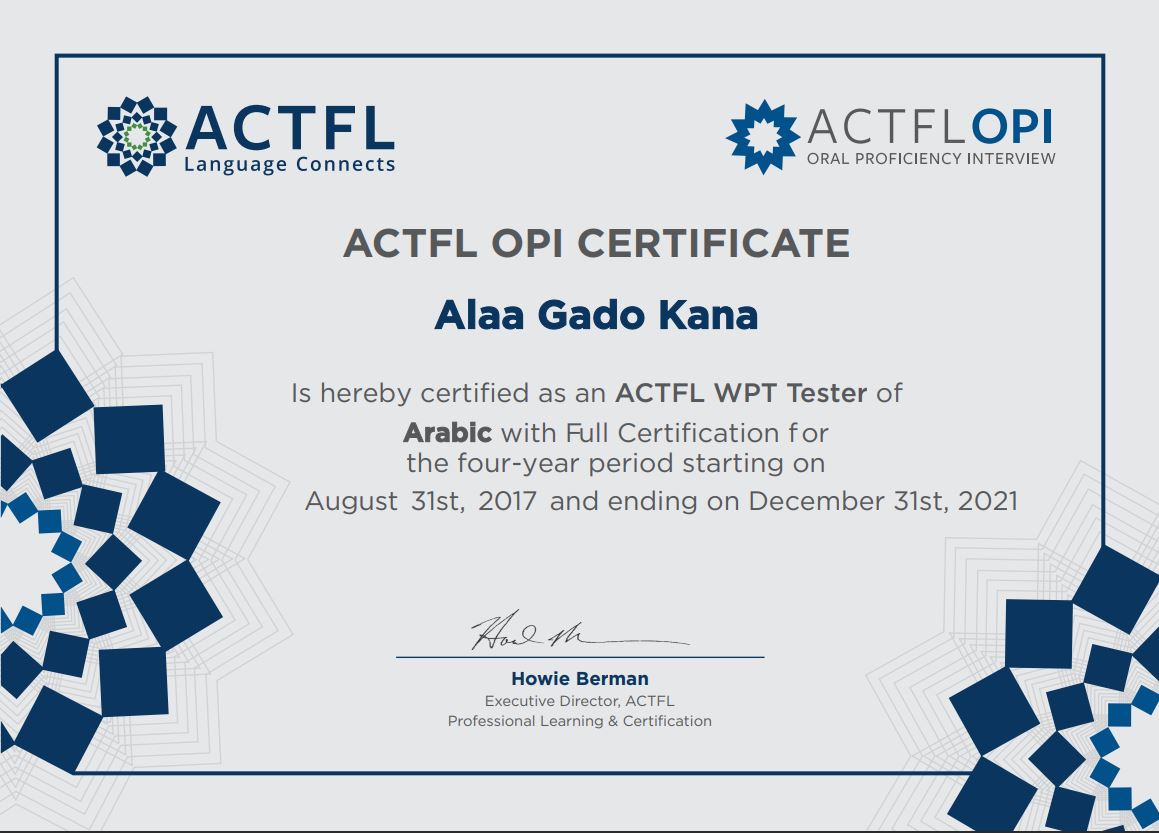 ACTFL
Language Connects
ACTFLOPI
ORAL PROFICIENCY INTERVIEW
ACTFL OPI CERTIFICATE
Alaa Gado Kana
Is hereby certified as an ACTFL WPT Tester of
Arabic with Full Certification for
the four-year period starting on
August 31st, 2017 and ending on December 31st, 2021
Howie Berman
Executive Director, ACTFL
Professional Learning & Certification